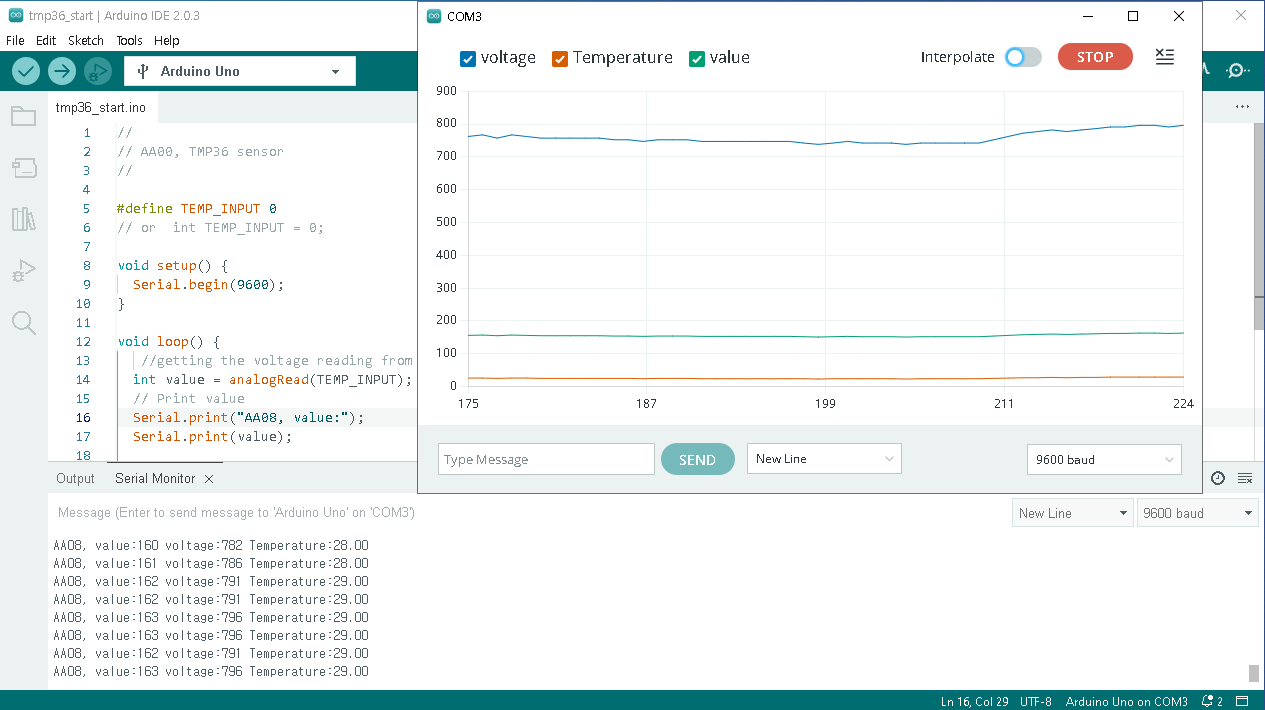 tmp36_start | Arduino IDE 2.0.3
File Edit Sketch Tools Help
Arduino Uno
tmp36_start.ino
1 //
2 // AA00, TMP36 sensor
3 //
4
5 #define TEMP_INPUT 0
6 // or  int TEMP_INPUT = 0;
7
8 void setup() {
9 Serial.begin(9600);
10 }
11
12 void loop() {
13 //getting the voltage reading from
14 int value = analogRead(TEMP_INPUT);
15 // Print value
16 Serial.print("AA08, value:");
17 Serial.print(value);
18
COM3
voltage Temperature value
Interpolate STOP
900
800
700
600
500
400
300
200
100
0
175 187 199 211 224
Type Message SEND New Line 9600 baud
Output Serial Monitor
Message (Enter to send message to 'Arduino Uno' on 'COM3')
New Line 9600 baud
AA08, value:160 voltage:782 Temperature:28.00
AA08, value:161 voltage:786 Temperature:28.00
AA08, value:162 voltage:791 Temperature:29.00
AA08, value:162 voltage:791 Temperature:29.00
AA08, value:163 voltage:796 Temperature:29.00
AA08, value:163 voltage:796 Temperature:29.00
AA08, value:162 voltage:791 Temperature:29.00
AA08, value:163 voltage:796 Temperature:29.00
Ln 16, Col 29 UTF-8 Arduino Uno on COM3 2